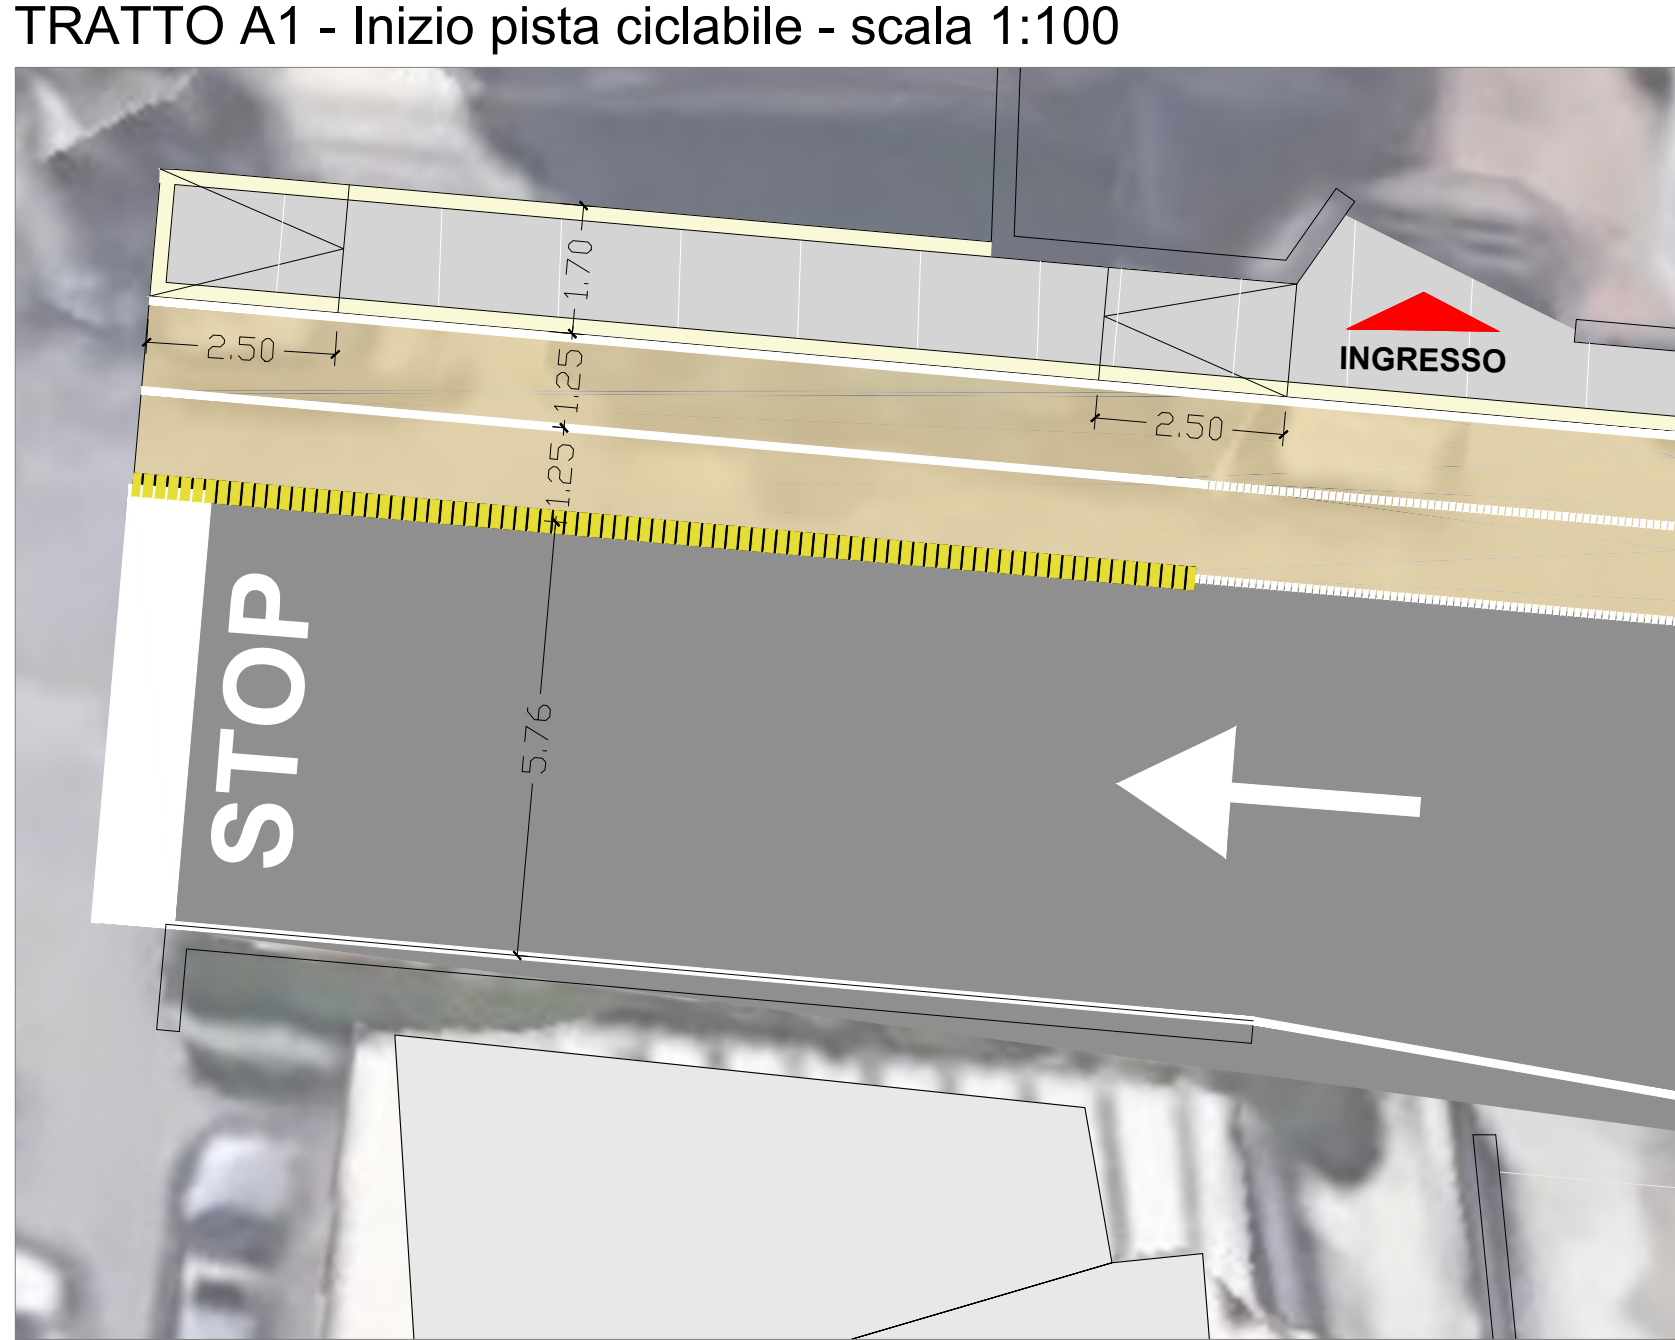 TRATTO A1 - Inizio pista ciclabile - scala 1:100
1.70
2.50
1.25
INGRESSO
2.50
1.25
STOP
5.76